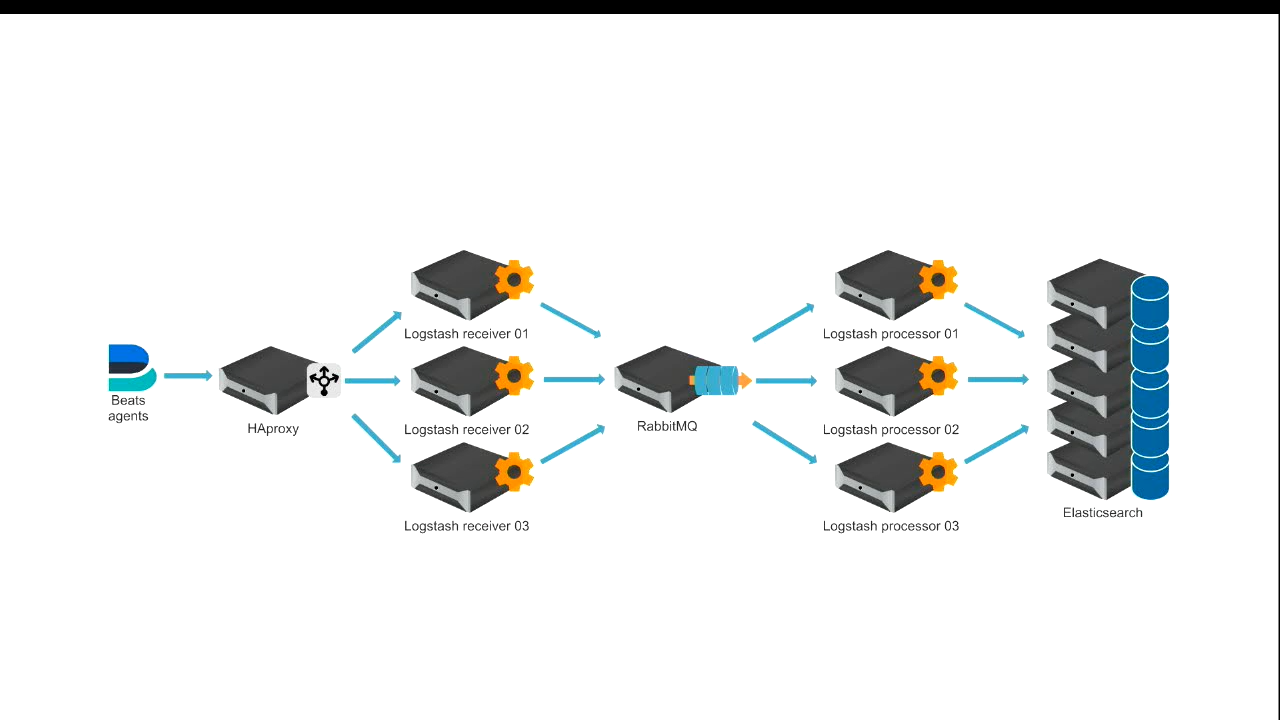 Beats
agents
HAproxy
Logstash receiver 01
Logstash receiver 02
Logstash receiver 03
RabbitMQ
Logstash processor 01
Logstash processor 02
Logstash processor 03
Elasticsearch